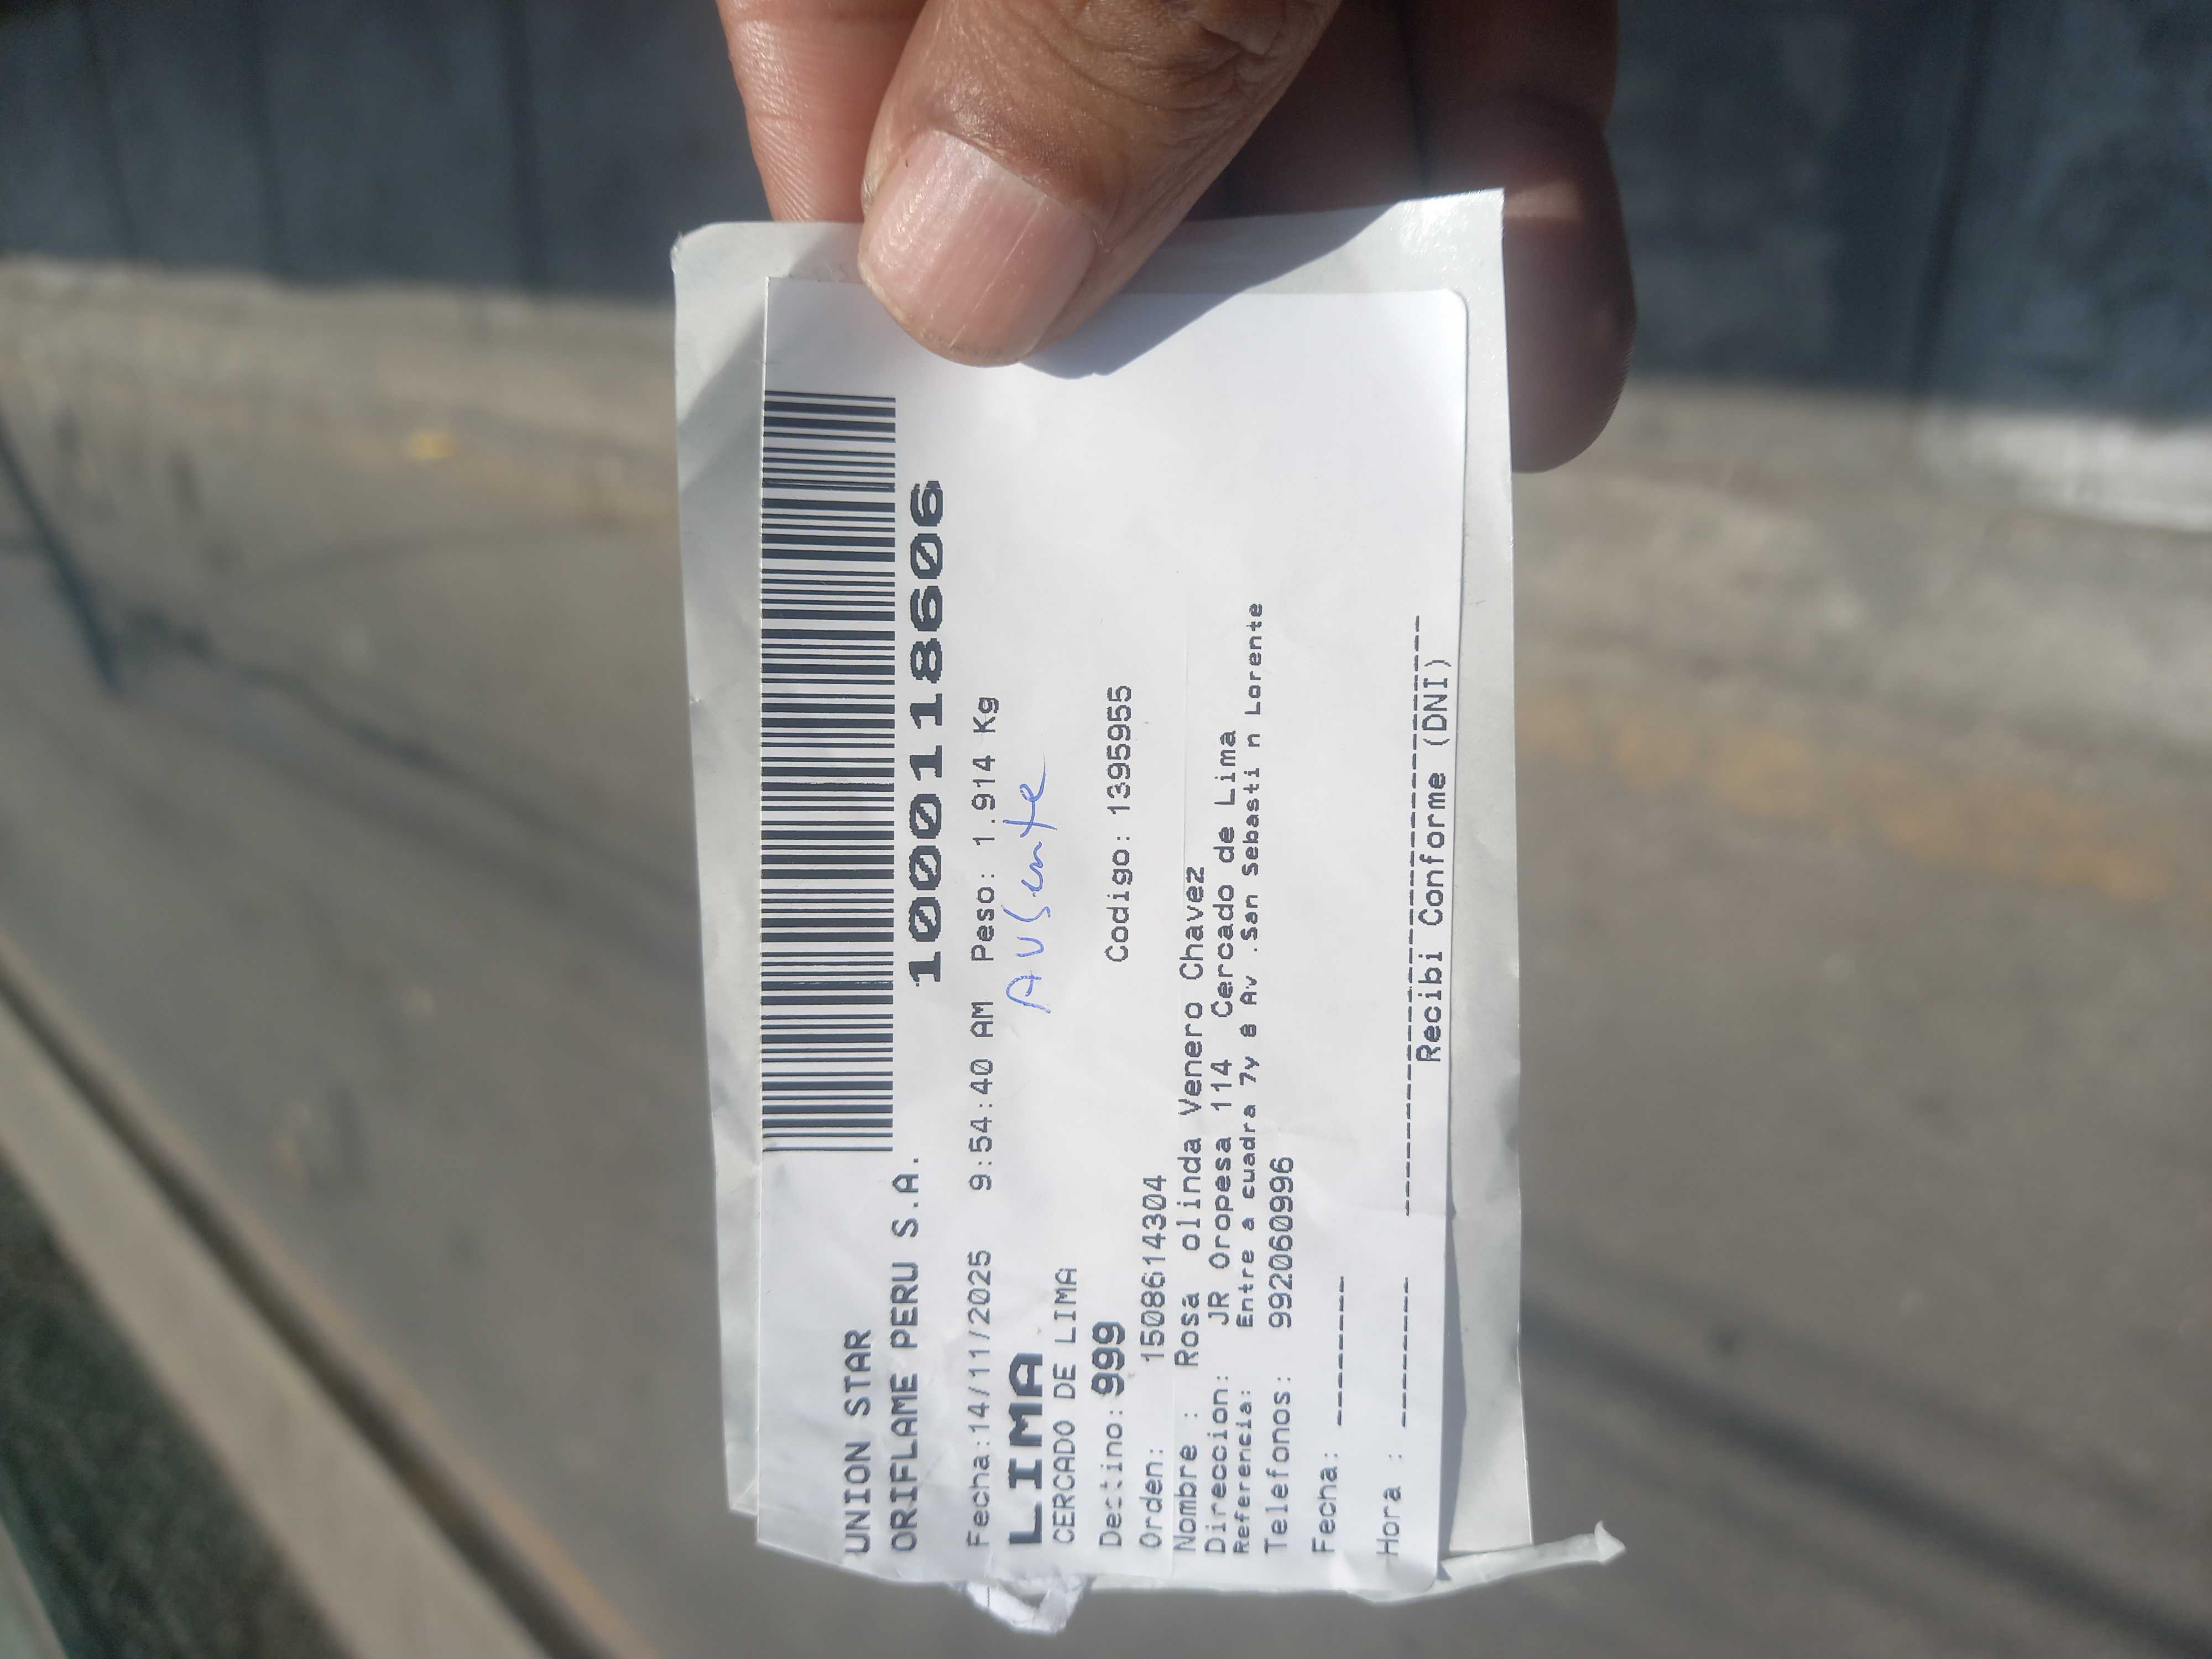 UNION STAR
ORIFLAME PERU S.A.
1000118606
Fecha:14/11/2025 9:54:40 AM Peso: 1.914 Kg
LIMA
Ausente
CERCADO DE LIMA
Destino:999 Codigo: 1395955
Orden: 1508614304
Nombre : Rosa olinda Venero Chavez
Direccion: JR Oropesa 114 Cercado de Lima
Referencia: Entre a cuadra 7y 8 Av .San Sebasti n Lorente
Telefonos: 992060996
Fecha: -------
Hora : -------
Recibi Conforme (DNI)